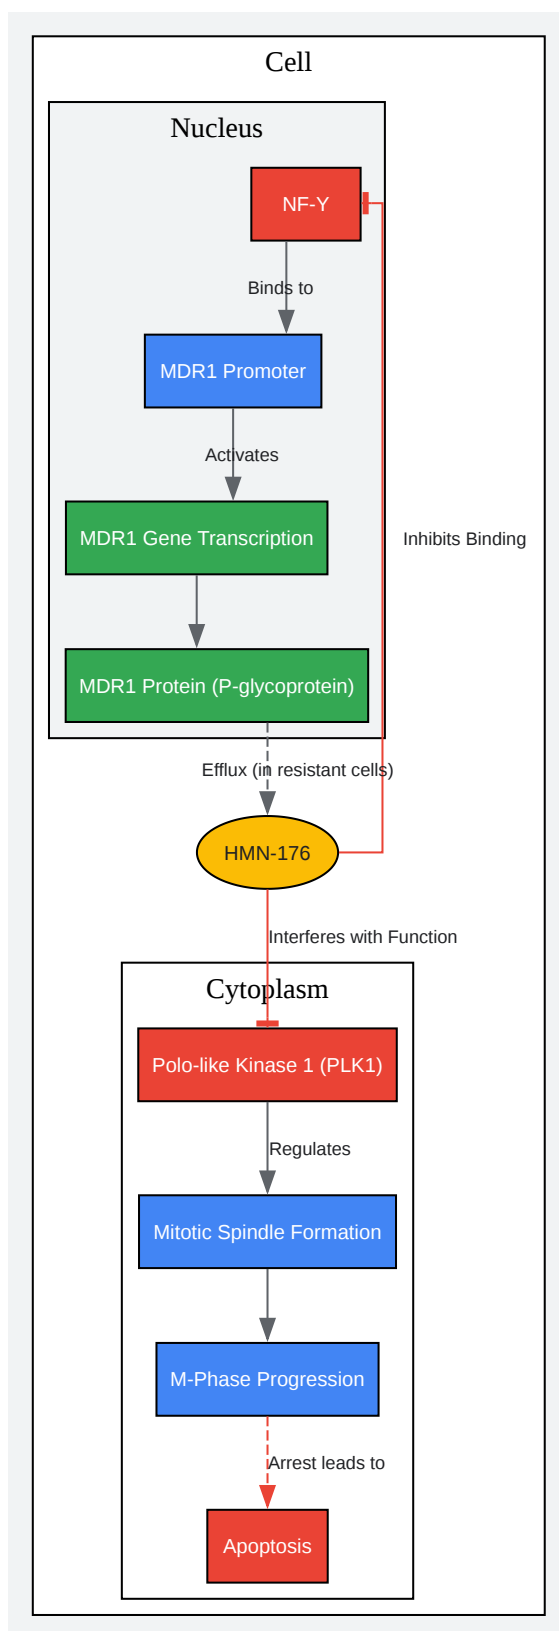 Cell
Nucleus
NF-Y
Binds to
MDR1 Promoter
Activates
MDR1 Gene Transcription
Inhibits Binding
MDR1 Protein (P-glycoprotein)
Efflux (in resistant cells)
HMN-176
Interferes with Function
Cytoplasm
Polo-like Kinase 1 (PLK1)
Regulates
Mitotic Spindle Formation
M-Phase Progression
Arrest leads to
Apoptosis